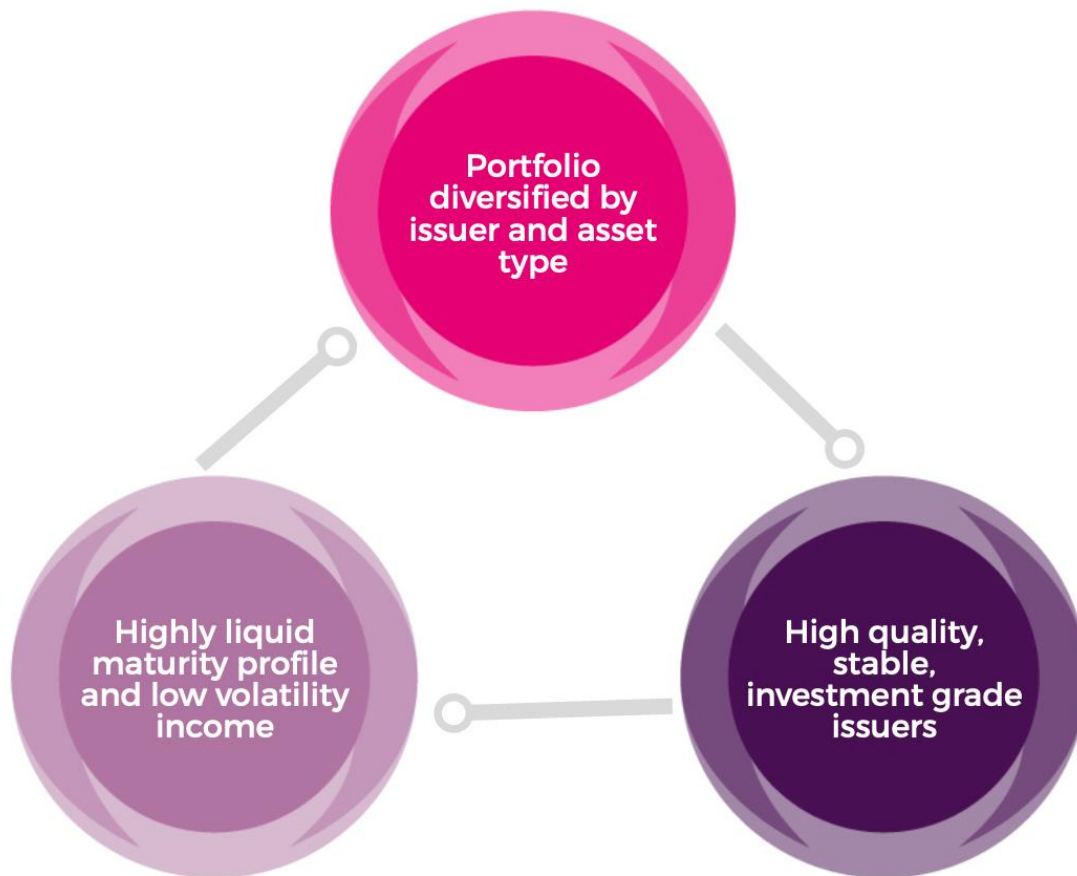 Portfolio
diversified by
issuer and asset
type
Highly liquid
maturity profile
and low volatility
income
High quality,
stable,
investment grade
issuers